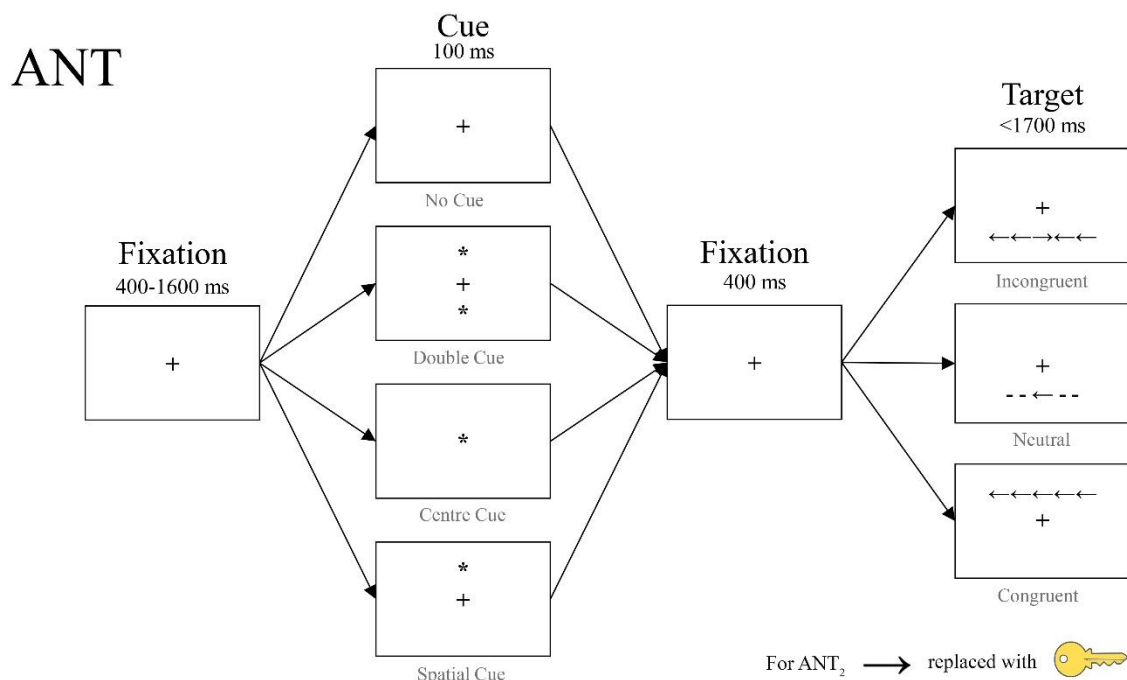 ANT
Cue
100 ms
+
No Cue
*
+
*
Double Cue
*
Centre Cue
*
+
Spatial Cue
Fixation
400-1600 ms
+
Fixation
400 ms
+
Target
<1700 ms
+
←←→←←
Incongruent
+
--←--
Neutral
←←←←←
+
Congruent
For ANT₂ → replaced with